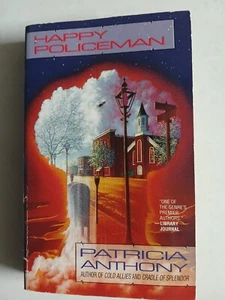 HAPPY
POLICEMAN
"ONE OF
THE GENRE'S
PREMIER
AUTHORS."
—LIBRARY
JOURNAL
PATRICIA
ANTHONY
AUTHOR OF COLD ALLIES AND CRADLE OF SPLENDOR